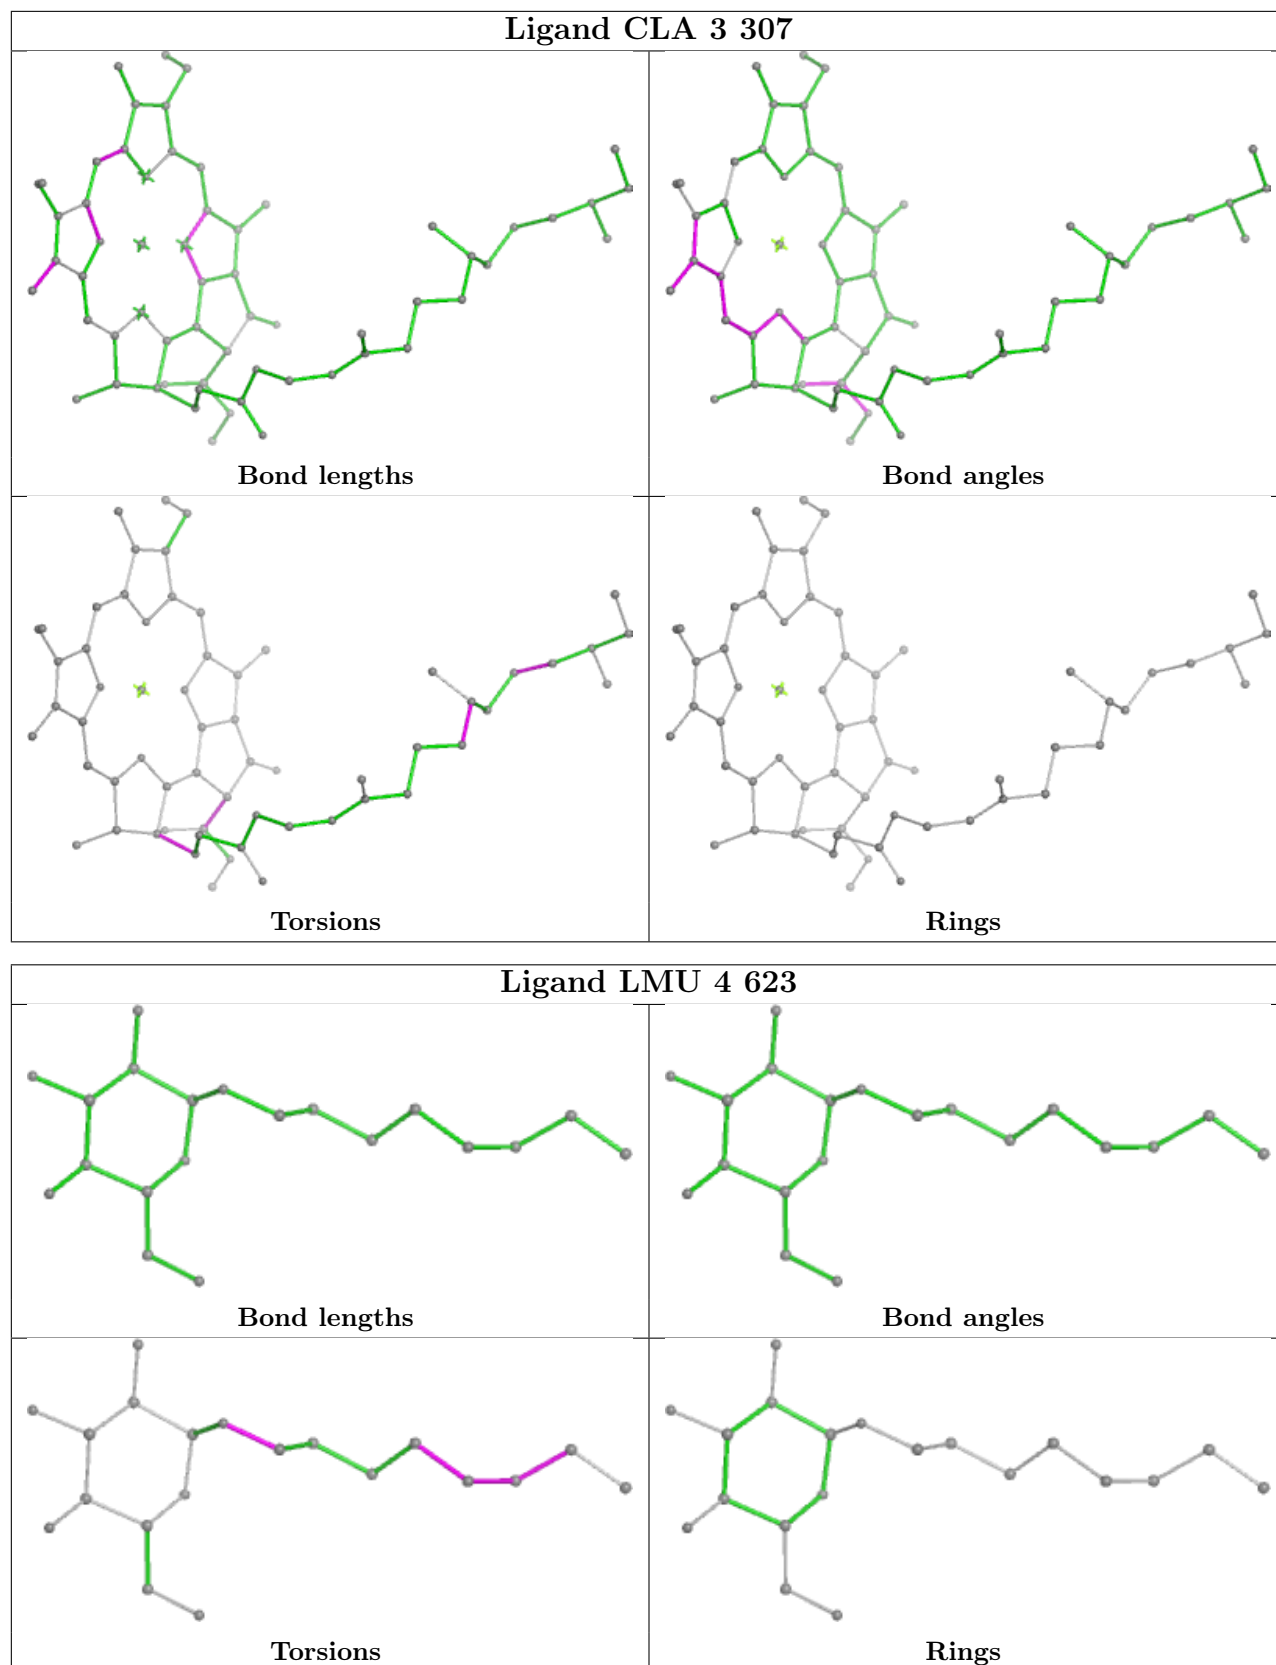 Ligand CLA 3 307
Bond lengths
Bond angles
Torsions
Rings
Ligand LMU 4 623
Bond lengths
Bond angles
Torsions
Rings